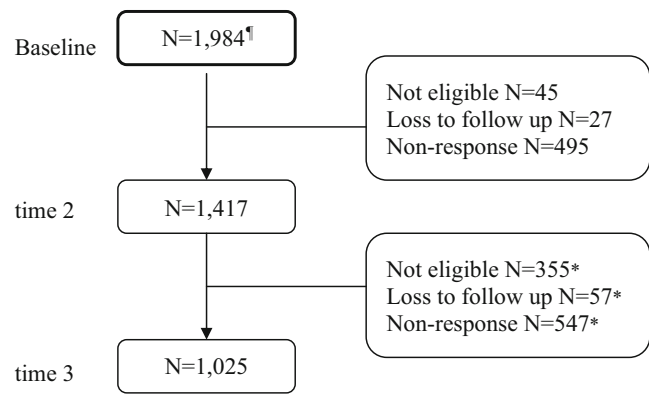 Baseline
N=1,984¶
Not eligible N=45
Loss to follow up N=27
Non-response N=495
time 2
N=1,417
Not eligible N=355*
Loss to follow up N=57*
Non-response N=547*
time 3
N=1,025